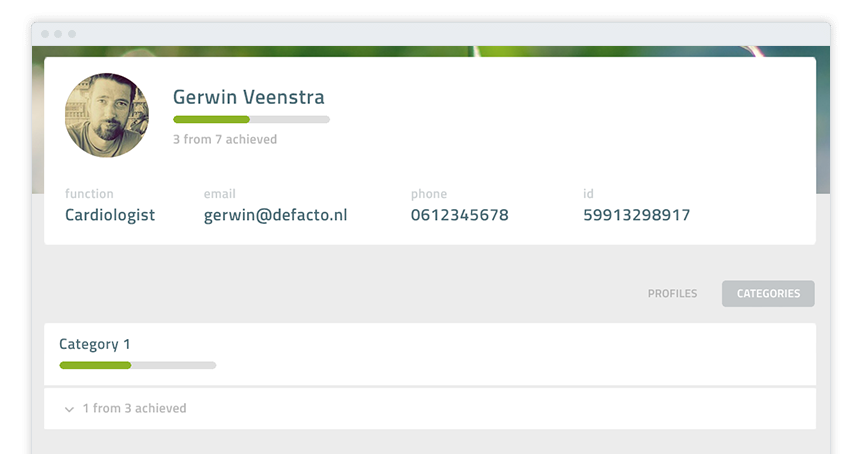 Gerwin Veenstra
3 from 7 achieved
function email phone id
Cardiologist gerwin@defacto.nl 0612345678 59913298917
PROFILES CATEGORIES
Category 1
1 from 3 achieved